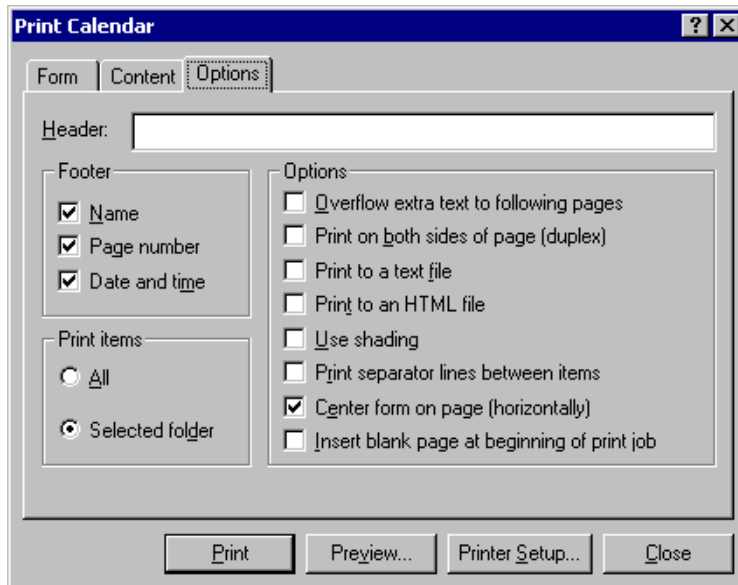 Print Calendar
Form Content Options
Header:
Footer
Name
Page number
Date and time
Print items
All
Selected folder
Options
Overflow extra text to following pages
Print on both sides of page (duplex)
Print to a text file
Print to an HTML file
Use shading
Print separator lines between items
Center form on page (horizontally)
Insert blank page at beginning of print job
Print Preview... Printer Setup... Close